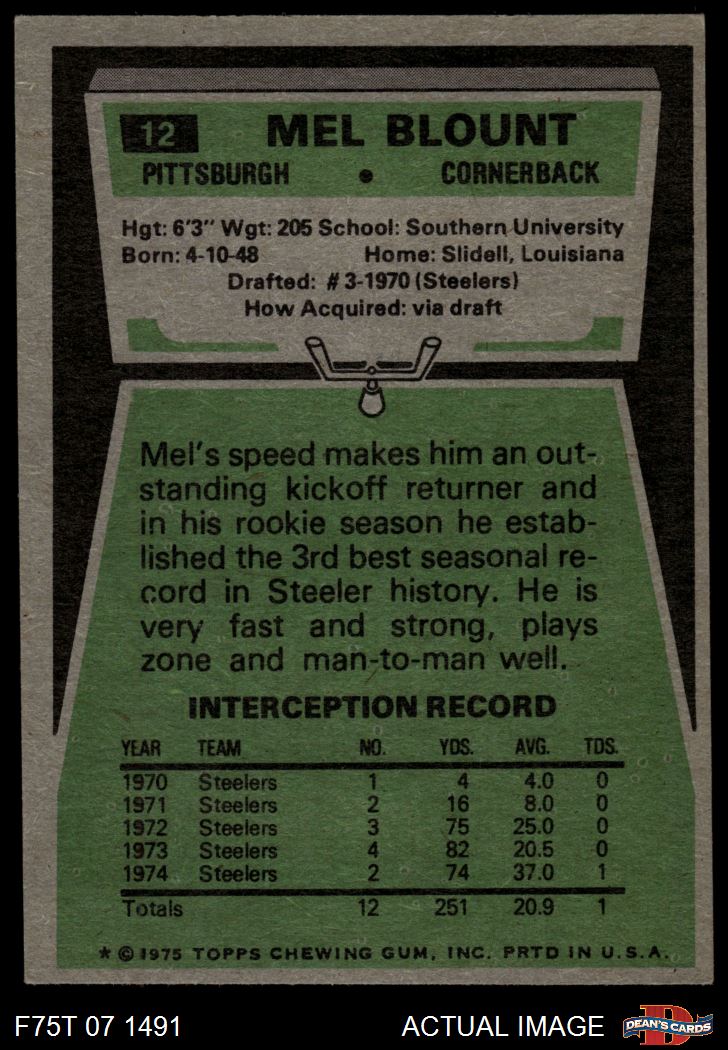 12 MEL BLOUNT
PITTSBURGH • CORNERBACK
Hgt: 6'3" Wgt: 205 School: Southern University
Born: 4-10-48 Home: Slidell, Louisiana
Drafted: #3-1970 (Steelers)
How Acquired: via draft
Mel's speed makes him an out-
standing kickoff returner and
in his rookie season he estab-
lished the 3rd best seasonal re-
cord in Steeler history. He is
very fast and strong, plays
zone and man-to-man well.
INTERCEPTION RECORD
YEAR TEAM NO. YDS. AVG. TDS.
1970 Steelers 1 4 4.0 0
1971 Steelers 2 16 8.0 0
1972 Steelers 3 75 25.0 0
1973 Steelers 4 82 20.5 0
1974 Steelers 2 74 37.0 1
Totals 12 251 20.9 1
* © 1975 TOPPS CHEWING GUM, INC. PRTD IN U.S.A.
F75T 07 1491 ACTUAL IMAGE D DEAN'S CARDS